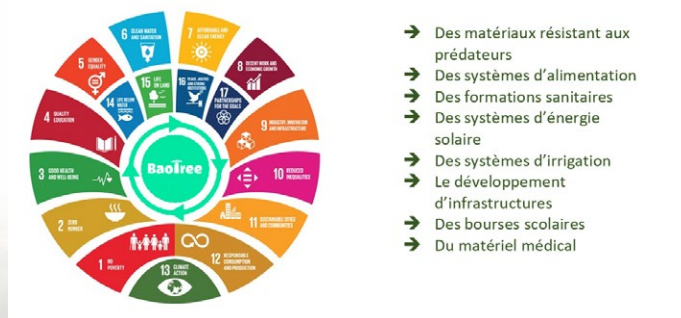 6 CLEAN WATER
AND SANITATION
7 AFFORDABLE AND
CLEAN ENERGY
5 GENDER
EQUALITY
8 DECENT WORK AND
ECONOMIC GROWTH
15 LIFE
ON LAND
16 PEACE, JUSTICE
AND STRONG
INSTITUTIONS
14 LIFE BELOW
WATER
17 PARTNERSHIPS
FOR THE GOALS
4 QUALITY
EDUCATION
9 INDUSTRY, INNOVATION
AND INFRASTRUCTURE
BaoTree
3 GOOD HEALTH
AND WELL-BEING
10 REDUCED
INEQUALITIES
2 ZERO
HUNGER
11 SUSTAINABLE CITIES
AND COMMUNITIES
1 NO
POVERTY
12 RESPONSIBLE
CONSUMPTION
AND PRODUCTION
13 CLIMATE
ACTION
➔ Des matériaux résistant aux
prédateurs
➔ Des systèmes d’alimentation
➔ Des formations sanitaires
➔ Des systèmes d’énergie
solaire
➔ Des systèmes d’irrigation
➔ Le développement
d’infrastructures
➔ Des bourses scolaires
➔ Du matériel médical